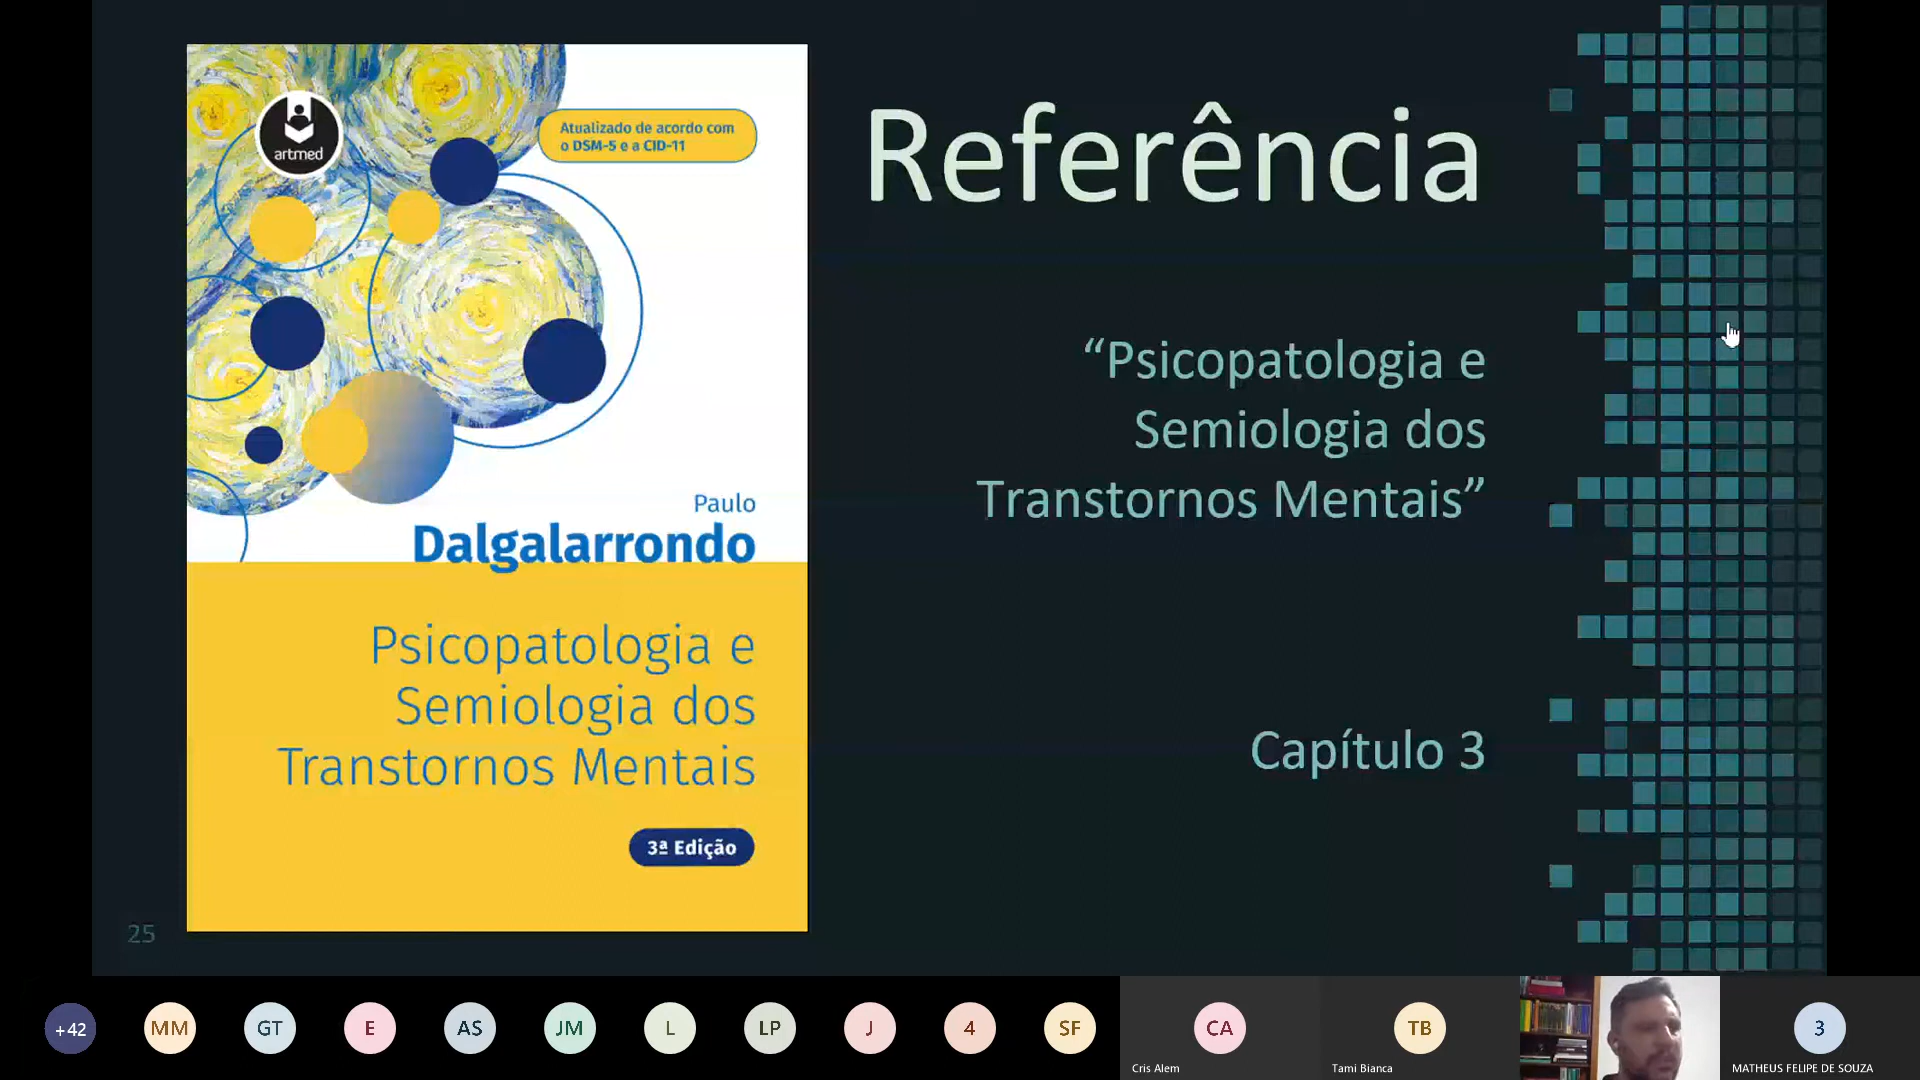 artmed
Atualizado de acordo com
o DSM-5 e a CID-11
Paulo
Dalgalarrondo
Psicopatologia e
Semiologia dos
Transtornos Mentais
3ª Edição
25
Referência
“Psicopatologia e
Semiologia dos
Transtornos Mentais”
Capítulo 3
+42
MM
GT
E
AS
JM
L
LP
J
4
SF
CA
Cris Alem
TB
Tami Bianca
3
MATHEUS FELIPE DE SOUZA